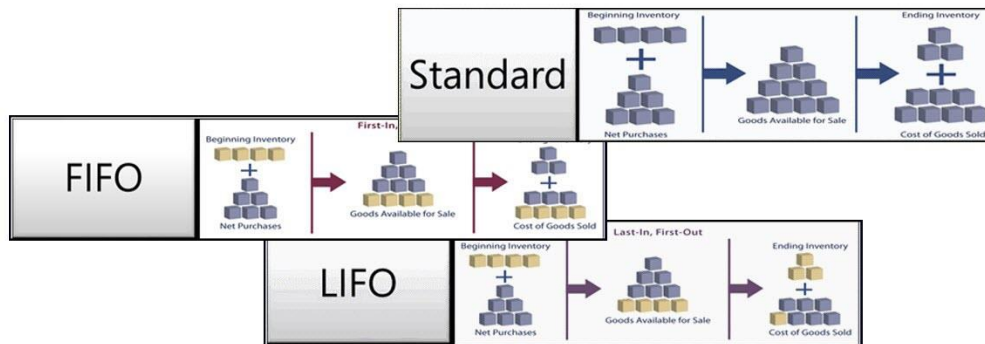 Standard
Beginning Inventory
Ending Inventory
Net Purchases
Goods Available for Sale
Cost of Goods Sold
FIFO
First-In,
Beginning Inventory
Net Purchases
Goods Available for Sale
Cost of Goods Sold
LIFO
Last-In, First-Out
Beginning Inventory
Ending Inventory
Net Purchases
Goods Available for Sale
Cost of Goods Sold